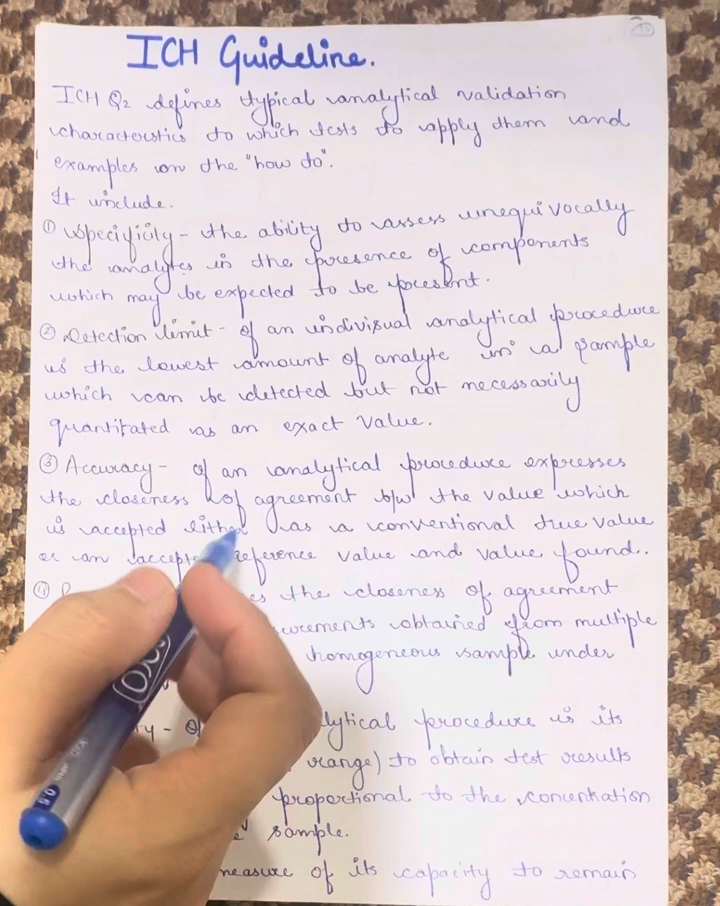 ICH Guideline.
ICH Q2 defines typical analytical validation
characteristics to which tests to apply them and
examples on the "how to".
It include.
① Specificity - the ability to assess unequivocally
the analytes in the presence of components
which may be expected to be present.
② Detection limit - of an individual analytical procedure
is the lowest amount of analyte in a sample
which can be detected but not necessarily
quantitated as an exact value.
③ Accuracy - of an analytical procedure expresses
the closeness of agreement b/w the value which
is accepted either as a conventional true value
or an reference value and value found..
④ the closeness of agreement
obtained from multiple
homogeneous sample under
procedure is its
range) to obtain test results
proportional to the concentration
sample.
measure of its capacity to remain